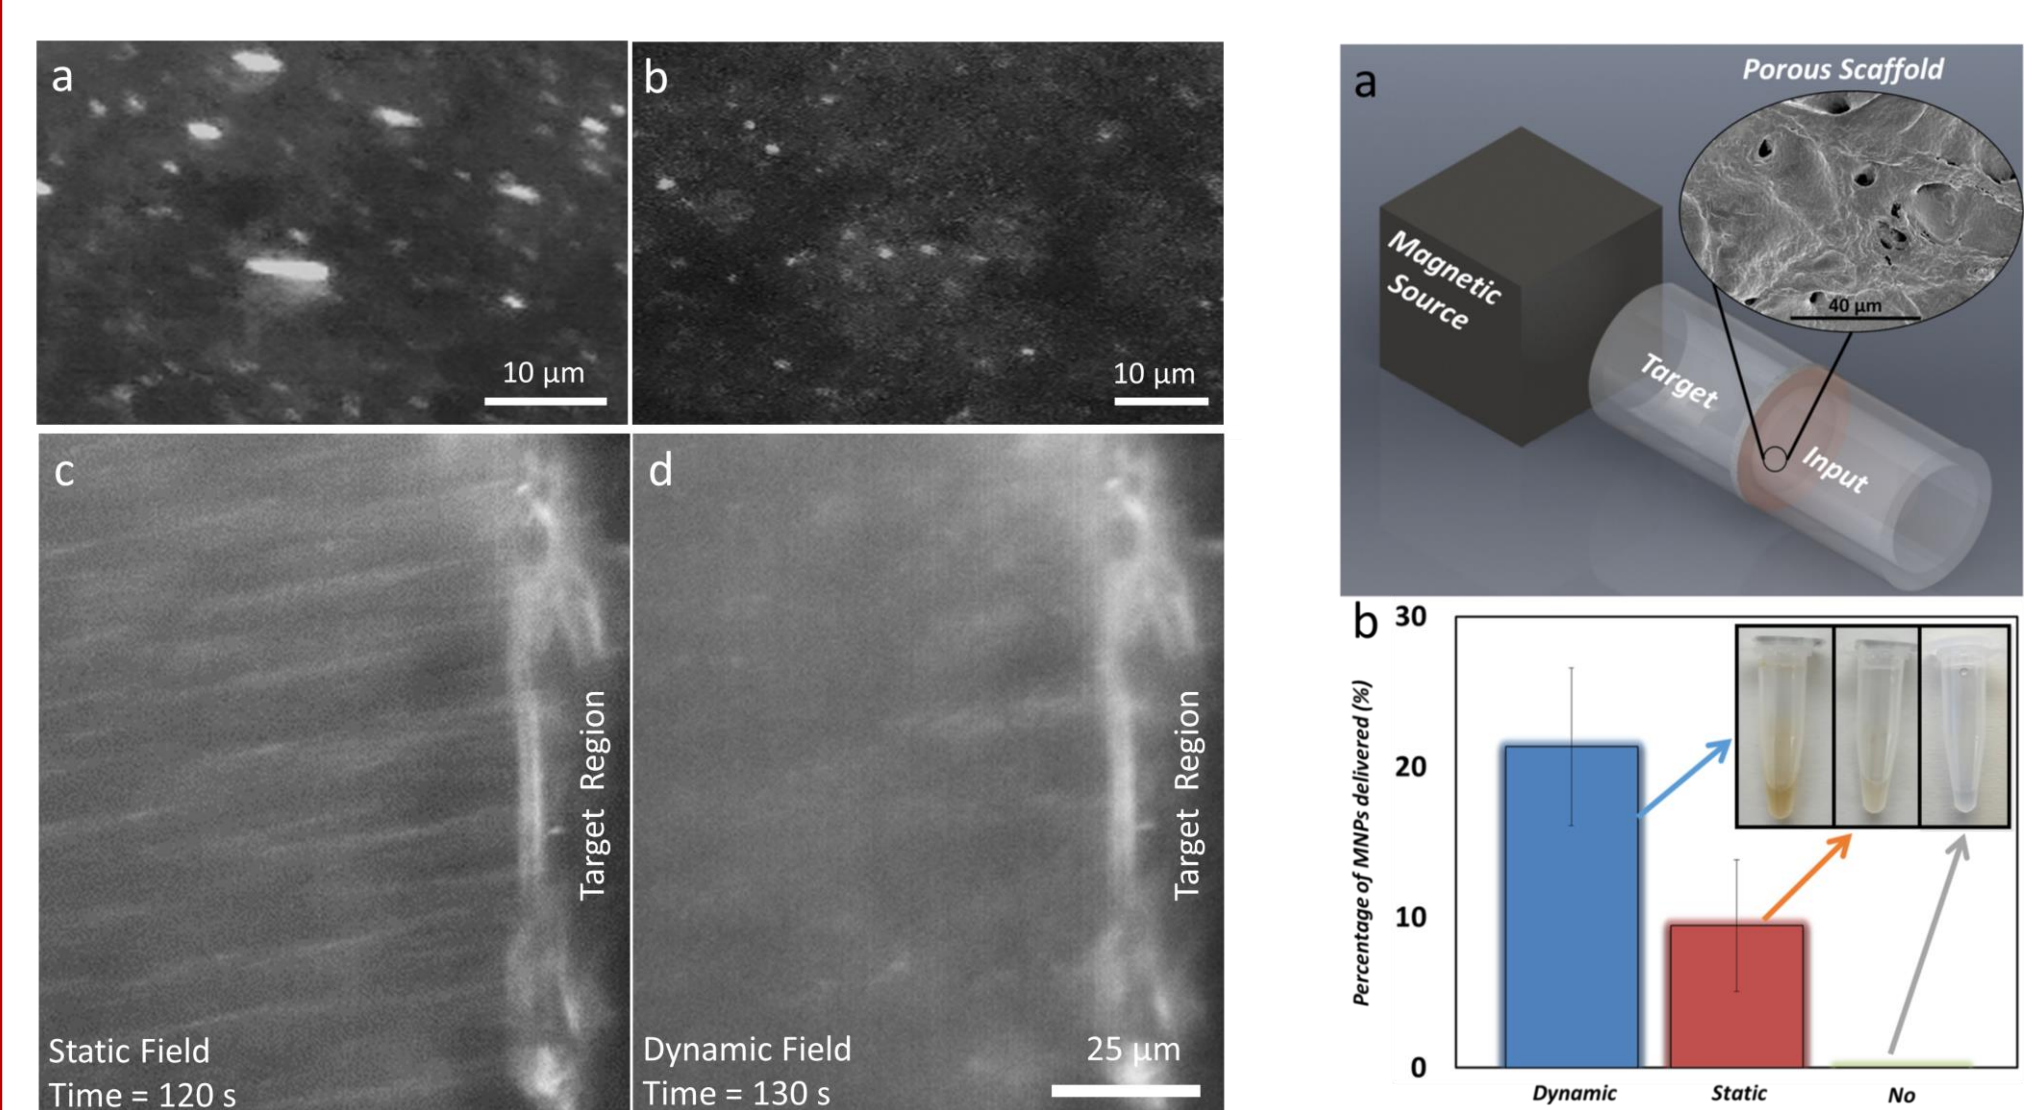 a
b
10 µm
10 µm
c
d
Target Region
Target Region
Static Field
Time = 120 s
Dynamic Field
Time = 130 s
25 µm
a
Porous Scaffold
40 µm
Magnetic
Source
Target
Input
b
Percentage of MNPs delivered (%)
30
20
10
0
Dynamic
Static
No